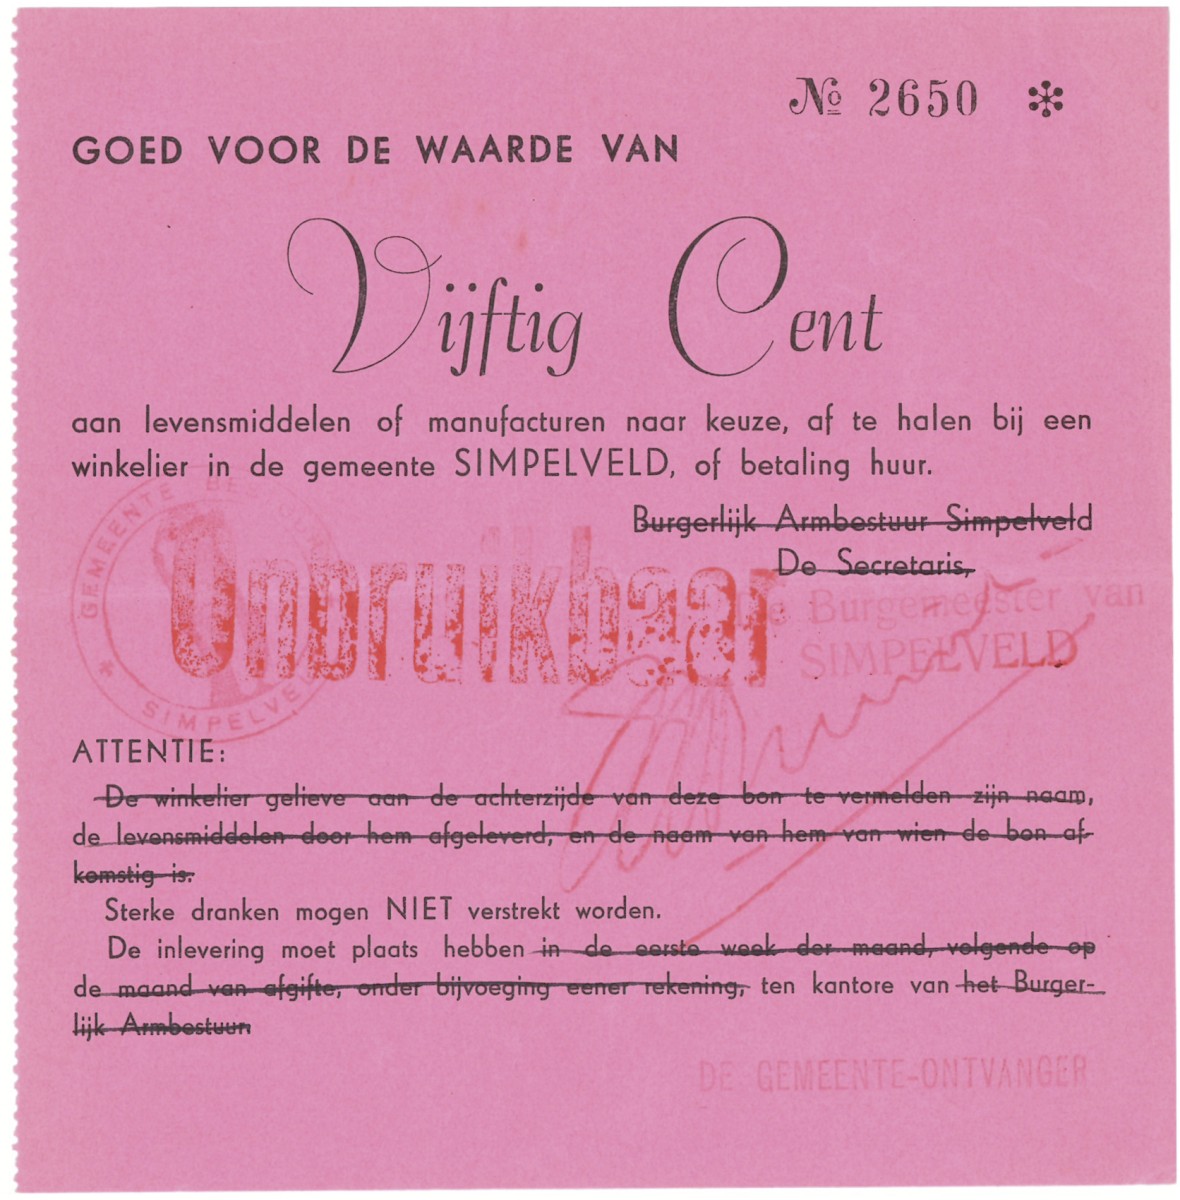 № 2650 *
GOED VOOR DE WAARDE VAN
Vijftig Cent
aan levensmiddelen of manufacturen naar keuze, af te halen bij een
winkelier in de gemeente SIMPELVELD, of betaling huur.
Burgerlijk Armbestuur Simpelveld
De Secretaris,
GEMEENTE BESTUUR
* SIMPELVELD
Onbruikbaar
De Burgemeester van
SIMPELVELD
ATTENTIE:
De winkelier gelieve aan de achterzijde van deze bon te vermelden zijn naam,
de levensmiddelen door hem afgeleverd, en de naam van hem van wien de bon af-
komstig is.
Sterke dranken mogen NIET verstrekt worden.
De inlevering moet plaats hebben in de eerste week der maand, volgende op
de maand van afgifte, onder bijvoeging eener rekening, ten kantore van het Burger-
lijk Armbestuur.
DE GEMEENTE-ONTVANGER